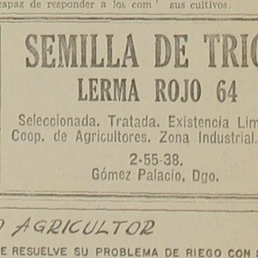 capaz de responder a los com sus cultivos.
SEMILLA DE TRIG
LERMA ROJO 64
Seleccionada. Tratada. Existencia Lim
Coop. de Agricultores. Zona Industrial.
2-55-38.
Gómez Palacio, Dgo.
O AGRICULTOR
E RESUELVE SU PROBLEMA DE RIEGO CON